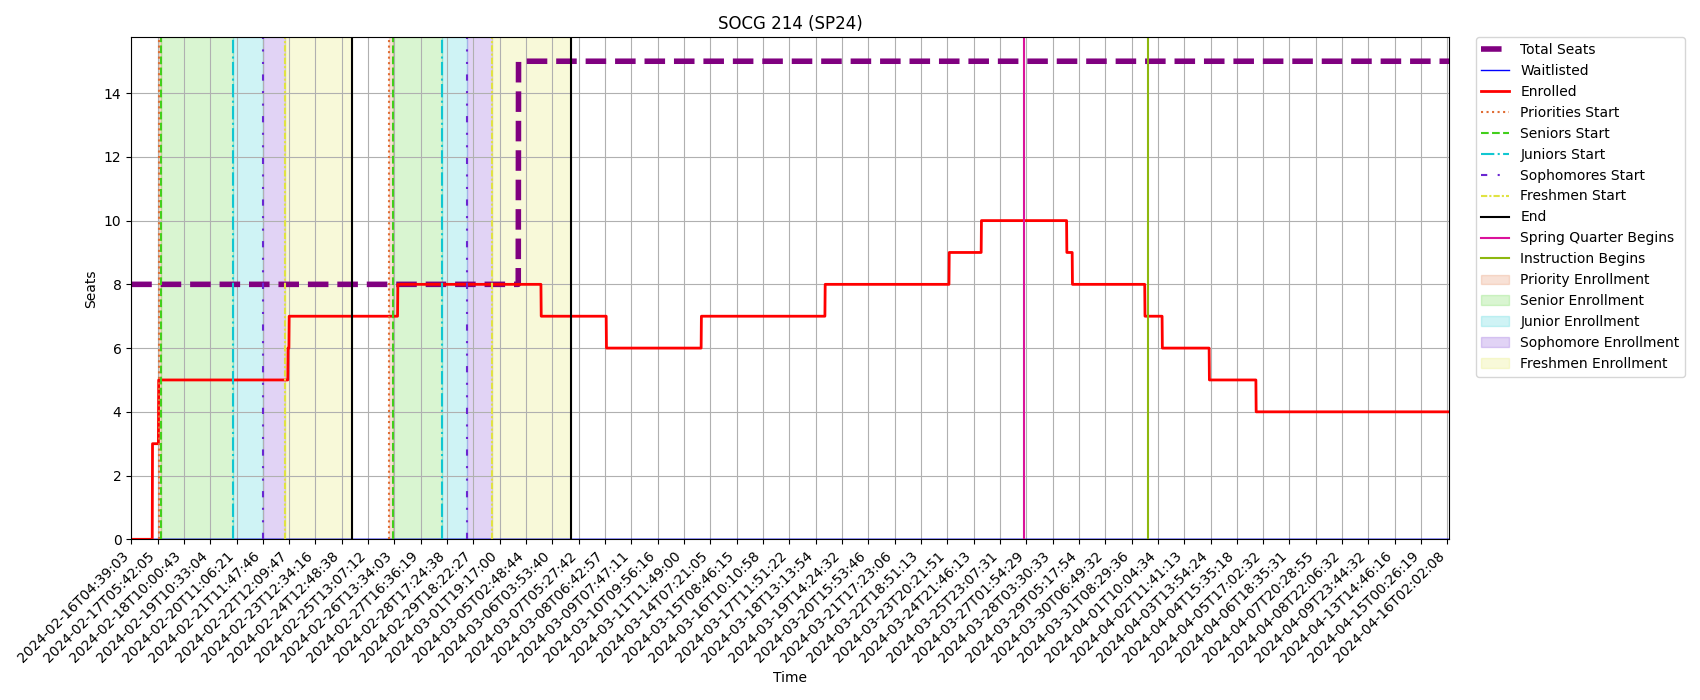 SOCG 214 (SP24)
Seats
14
12
10
8
6
4
2
0
2024-02-16T04:39:03
2024-02-17T05:42:05
2024-02-18T10:00:43
2024-02-19T10:33:04
2024-02-20T11:06:21
2024-02-21T11:47:46
2024-02-22T12:09:47
2024-02-23T12:34:16
2024-02-24T12:48:38
2024-02-25T13:07:12
2024-02-26T13:34:03
2024-02-27T16:36:19
2024-02-28T17:24:38
2024-02-29T18:22:27
2024-03-01T19:17:00
2024-03-05T02:48:44
2024-03-06T03:53:40
2024-03-07T05:27:42
2024-03-08T06:42:57
2024-03-09T07:47:11
2024-03-10T09:56:16
2024-03-11T11:49:00
2024-03-14T07:21:05
2024-03-15T08:46:15
2024-03-16T10:10:58
2024-03-17T11:51:22
2024-03-18T13:13:54
2024-03-19T14:24:32
2024-03-20T15:53:46
2024-03-21T17:23:06
2024-03-22T18:51:13
2024-03-23T20:21:51
2024-03-24T21:46:13
2024-03-25T23:07:31
2024-03-27T01:54:29
2024-03-28T03:30:33
2024-03-29T05:17:54
2024-03-30T06:49:32
2024-03-31T08:29:36
2024-04-01T10:04:34
2024-04-02T11:41:13
2024-04-03T13:54:24
2024-04-04T15:35:18
2024-04-05T17:02:32
2024-04-06T18:35:31
2024-04-07T20:28:55
2024-04-08T22:06:32
2024-04-09T23:44:32
2024-04-13T14:46:16
2024-04-15T00:26:19
2024-04-16T02:02:08
Time
Total Seats
Waitlisted
Enrolled
Priorities Start
Seniors Start
Juniors Start
Sophomores Start
Freshmen Start
End
Spring Quarter Begins
Instruction Begins
Priority Enrollment
Senior Enrollment
Junior Enrollment
Sophomore Enrollment
Freshmen Enrollment